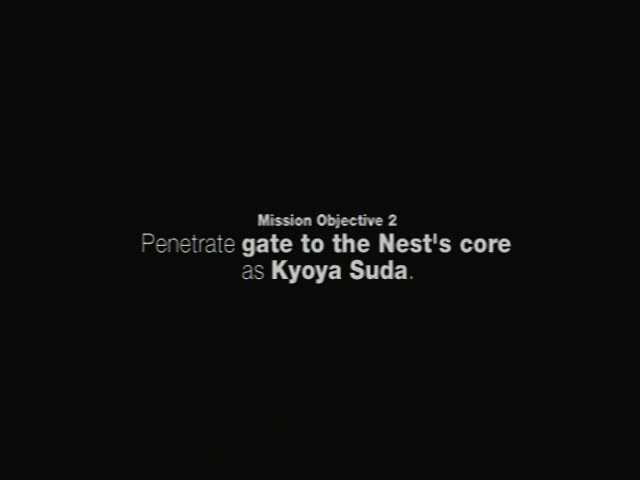 Mission Objective 2
Penetrate gate to the Nest's core
as Kyoya Suda.